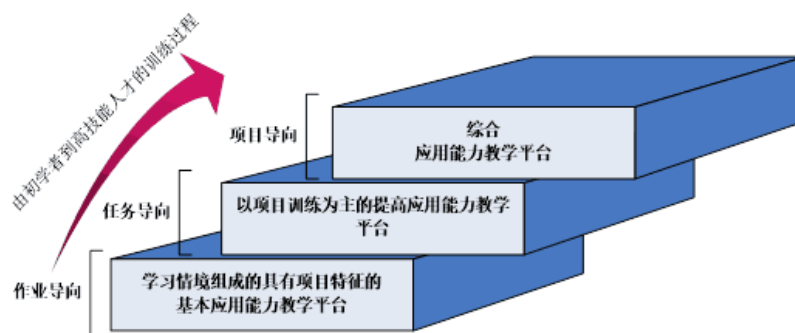 由初学者到高技能人才的训练过程
项目导向
综合
应用能力教学平台
任务导向
以项目训练为主的提高应用能力教学
平台
作业导向
学习情境组成的具有项目特征的
基本应用能力教学平台